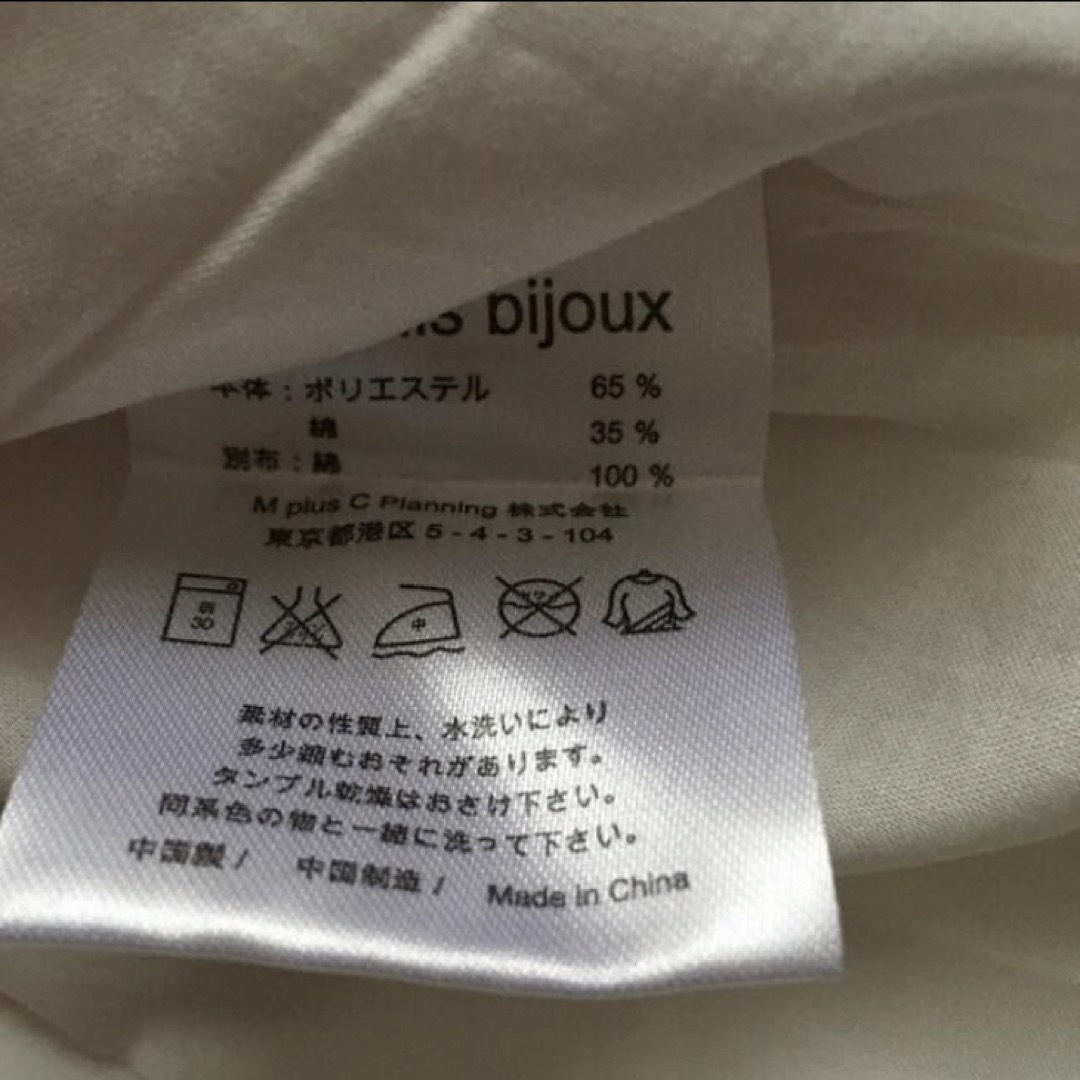 bijoux
本体：ポリエステル 65 %
綿 35 %
別布：綿 100 %
M plus C Planning 株式会社
東京都港区 5 - 4 - 3 - 104
弱
30
中
素材の性質上、水洗いにより
多少縮むおそれがあります。
タンブル乾燥はおさけ下さい。
同系色の物と一緒に洗って下さい。
中国製 / 中国制造 / Made in China